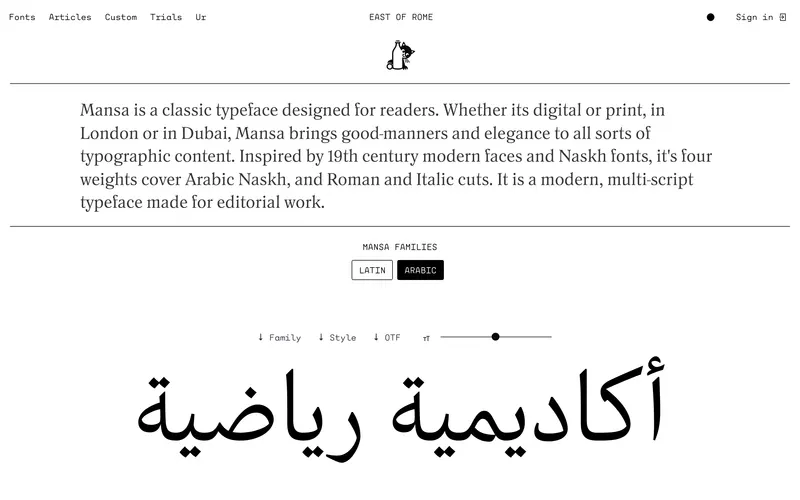 Fonts Articles Custom Trials Ur EAST OF ROME Sign in
Mansa is a classic typeface designed for readers. Whether its digital or print, in
London or in Dubai, Mansa brings good-manners and elegance to all sorts of
typographic content. Inspired by 19th century modern faces and Naskh fonts, it's four
weights cover Arabic Naskh, and Roman and Italic cuts. It is a modern, multi-script
typeface made for editorial work.
MANSA FAMILIES
LATIN ARABIC
↓ Family ↓ Style ↓ OTF TT
أكاديمية رياضية